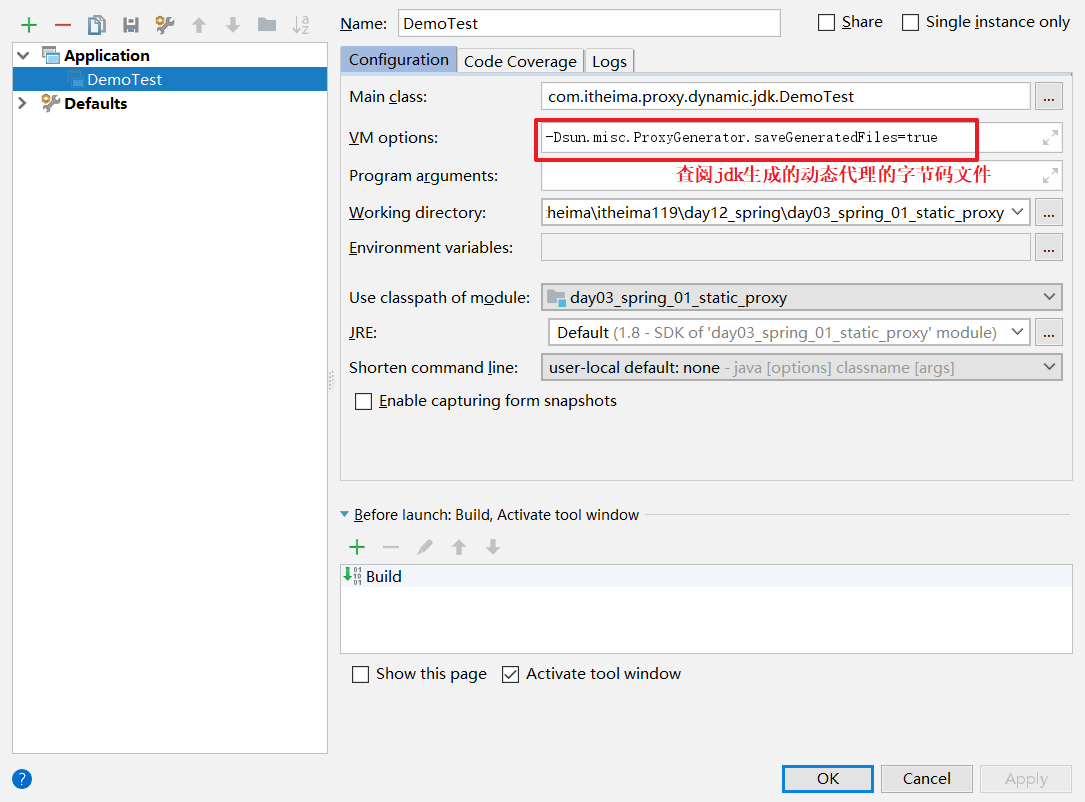 Name: DemoTest Share Single instance only
Application
DemoTest
Defaults
Configuration Code Coverage Logs
Main class: com.itheima.proxy.dynamic.jdk.DemoTest ...
VM options: -Dsun.misc.ProxyGenerator.saveGeneratedFiles=true
Program arguments: 查阅jdk生成的动态代理的字节码文件
Working directory: heima\itheima119\day12_spring\day03_spring_01_static_proxy ...
Environment variables: ...
Use classpath of module: day03_spring_01_static_proxy
JRE: Default (1.8 - SDK of 'day03_spring_01_static_proxy' module) ...
Shorten command line: user-local default: none - java [options] classname [args]
Enable capturing form snapshots
Before launch: Build, Activate tool window
Build
Show this page Activate tool window
? OK Cancel Apply